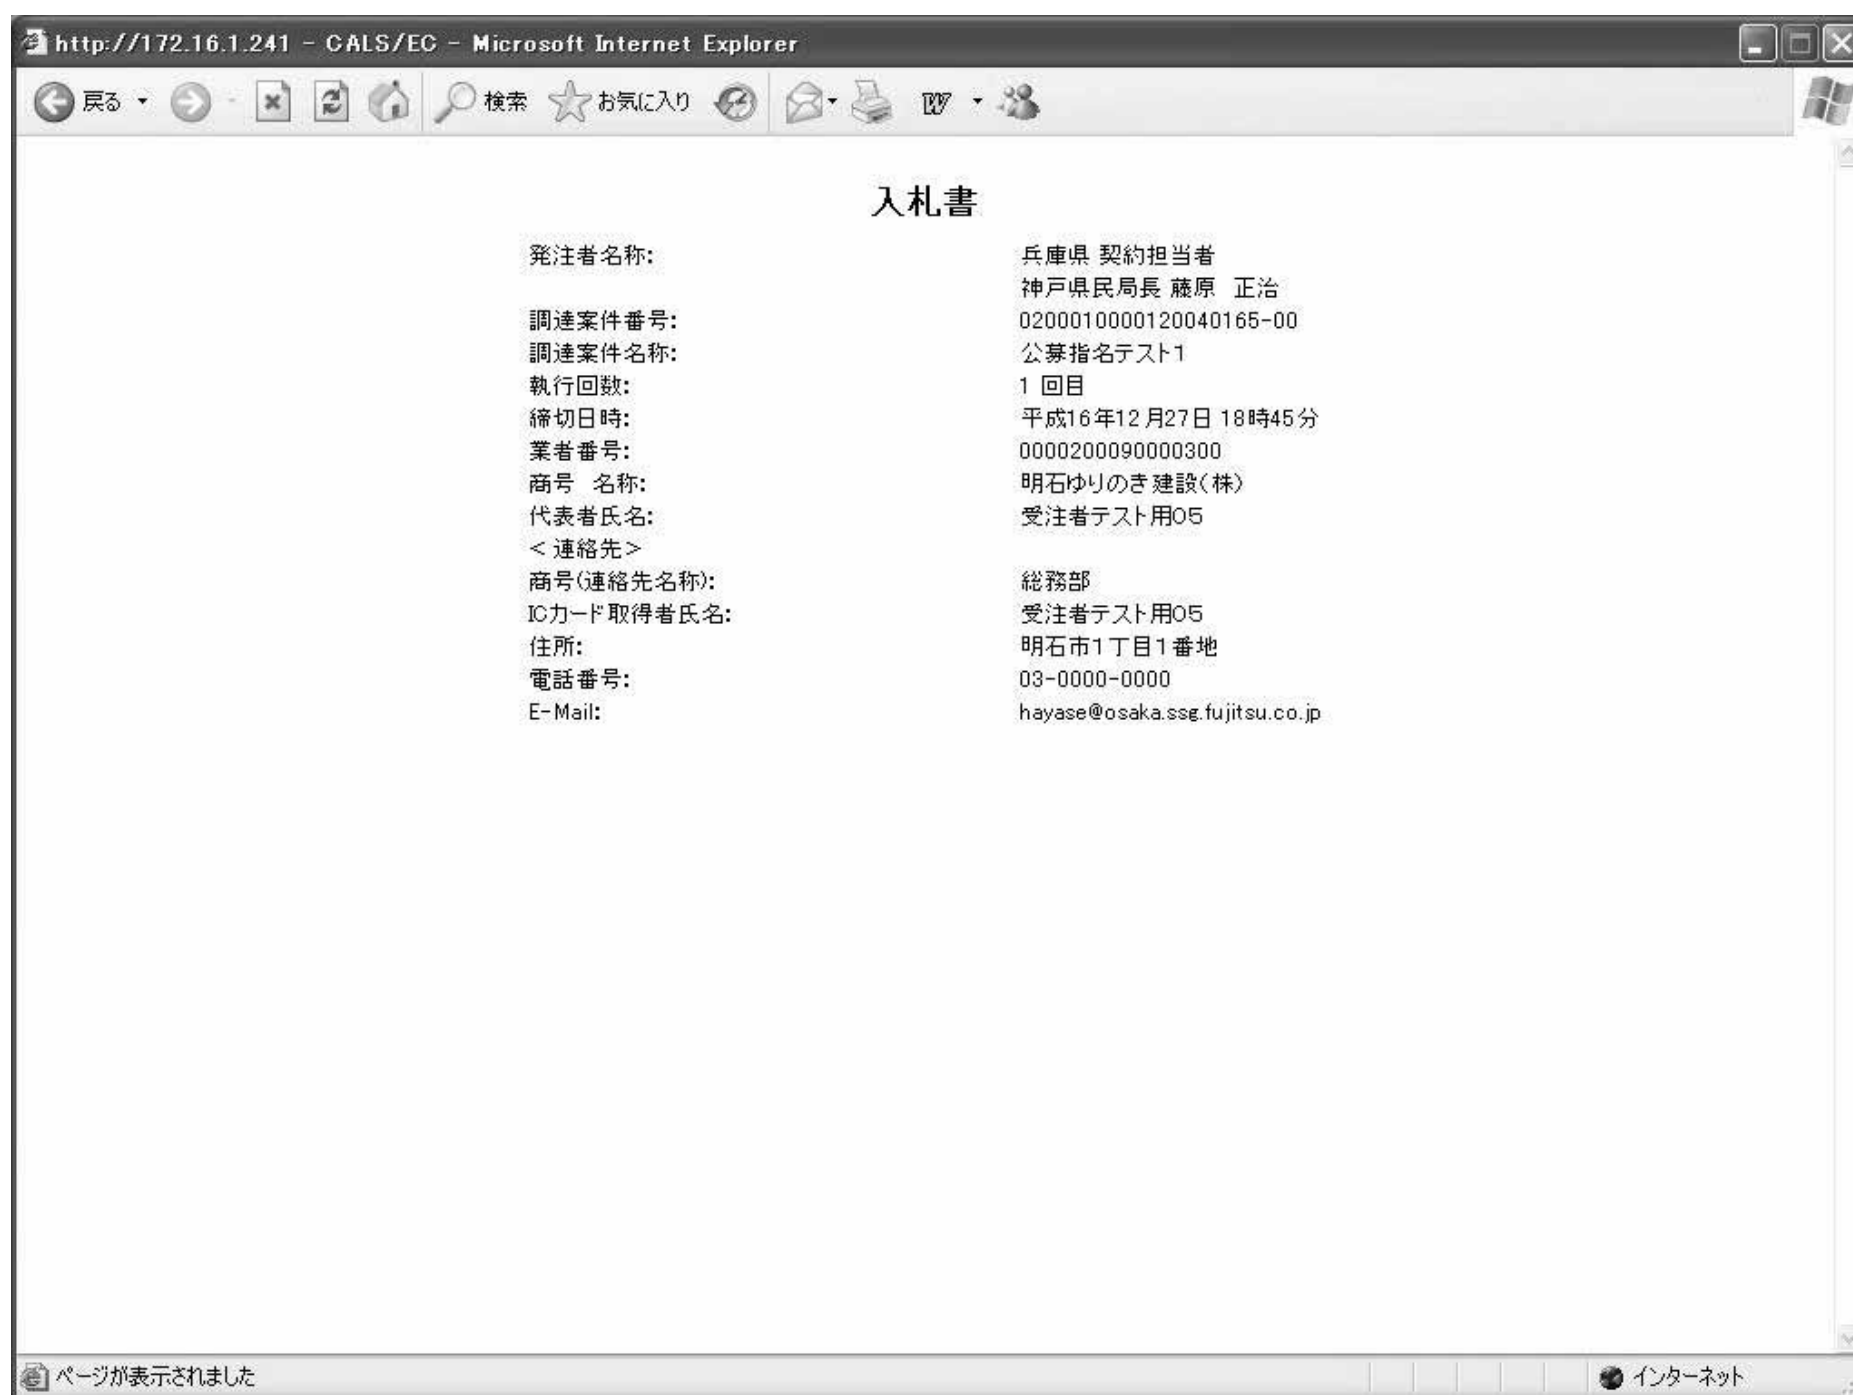 http://172.16.1.241 - CALS/EC - Microsoft Internet Explorer
戻る 検索 お気に入り
入札書
発注者名称: 兵庫県 契約担当者
神戸県民局長 藤原　正治
調達案件番号: 0200010000120040165-00
調達案件名称: 公募指名テスト1
執行回数: 1 回目
締切日時: 平成16年12月27日 18時45分
業者番号: 0000200090000300
商号　名称: 明石ゆりのき建設(株)
代表者氏名: 受注者テスト用05
<連絡先>
商号(連絡先名称): 総務部
ICカード取得者氏名: 受注者テスト用05
住所: 明石市1丁目1番地
電話番号: 03-0000-0000
E-Mail: hayase@osaka.ssg.fujitsu.co.jp
ページが表示されました インターネット